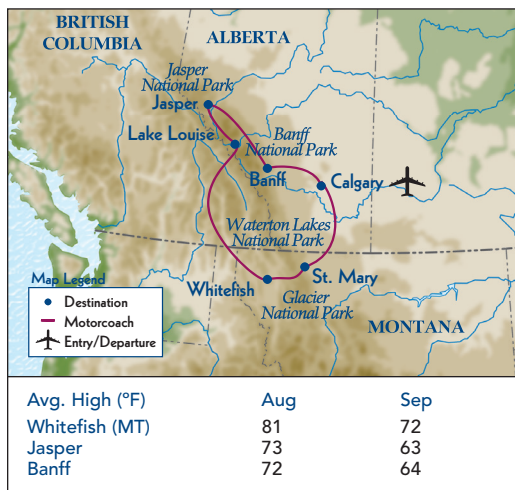 BRITISH
COLUMBIA
ALBERTA
Jasper
National Park
Jasper
Lake Louise
Banff
National Park
Banff
Calgary
Waterton Lakes
National Park
Map Legend
Destination
Motorcoach
Entry/Departure
Whitefish
St. Mary
Glacier
National Park
MONTANA
Avg. High (°F) Aug Sep
Whitefish (MT) 81 72
Jasper 73 63
Banff 72 64